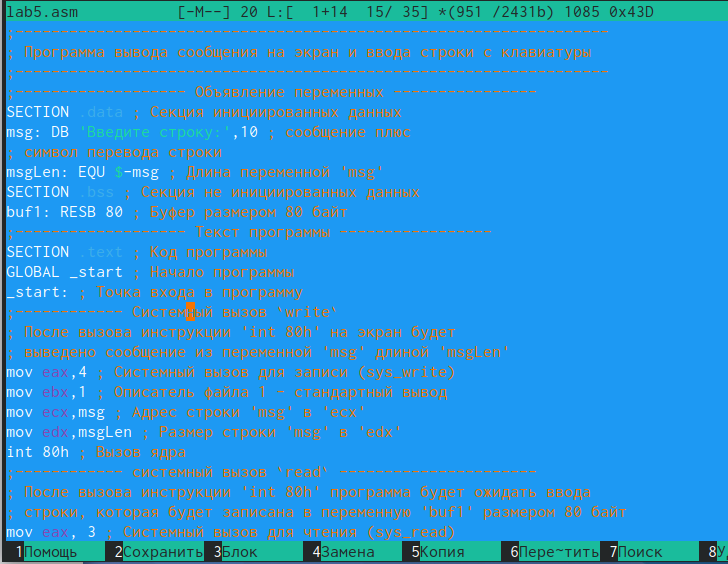 lab5.asm [-M--] 20 L:[ 1+14 15/ 35] *(951 /2431b) 1085 0x43D
;------------------------------------------------------------------
; Программа вывода сообщения на экран и ввода строки с клавиатуры
;------------------------------------------------------------------
;------------------- Объявление переменных ----------------
SECTION .data ; Секция инициированных данных
msg: DB 'Введите строку:',10 ; сообщение плюс
; символ перевода строки
msgLen: EQU $-msg ; Длина переменной 'msg'
SECTION .bss ; Секция не инициированных данных
buf1: RESB 80 ; Буфер размером 80 байт
;------------------- Текст программы -----------------
SECTION .text ; Код программы
GLOBAL _start ; Начало программы
_start: ; Точка входа в программу
;------------ Системный вызов `write`
; После вызова инструкции 'int 80h' на экран будет
; выведено сообщение из переменной 'msg' длиной 'msgLen'
mov eax,4 ; Системный вызов для записи (sys_write)
mov ebx,1 ; Описатель файла 1 - стандартный вывод
mov ecx,msg ; Адрес строки 'msg' в 'ecx'
mov edx,msgLen ; Размер строки 'msg' в 'edx'
int 80h ; Вызов ядра
;------------ системный вызов `read` ----------------------
; После вызова инструкции 'int 80h' программа будет ожидать ввода
; строки, которая будет записана в переменную 'buf1' размером 80 байт
mov eax, 3 ; Системный вызов для чтения (sys_read)
1Помощь 2Сохранить 3Блок 4Замена 5Копия 6Пере~тить 7Поиск 8